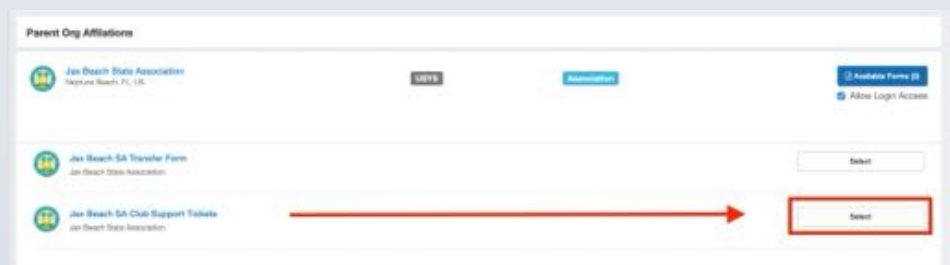 Parent Org Affiliations
Jax Beach State Association
Neptune Beach, FL, US
USYS
Association
Available Forms (2)
Allow Login Access
Jax Beach SA Transfer Form
Jax Beach State Association
Select
Jax Beach SA Club Support Tickets
Jax Beach State Association
Select